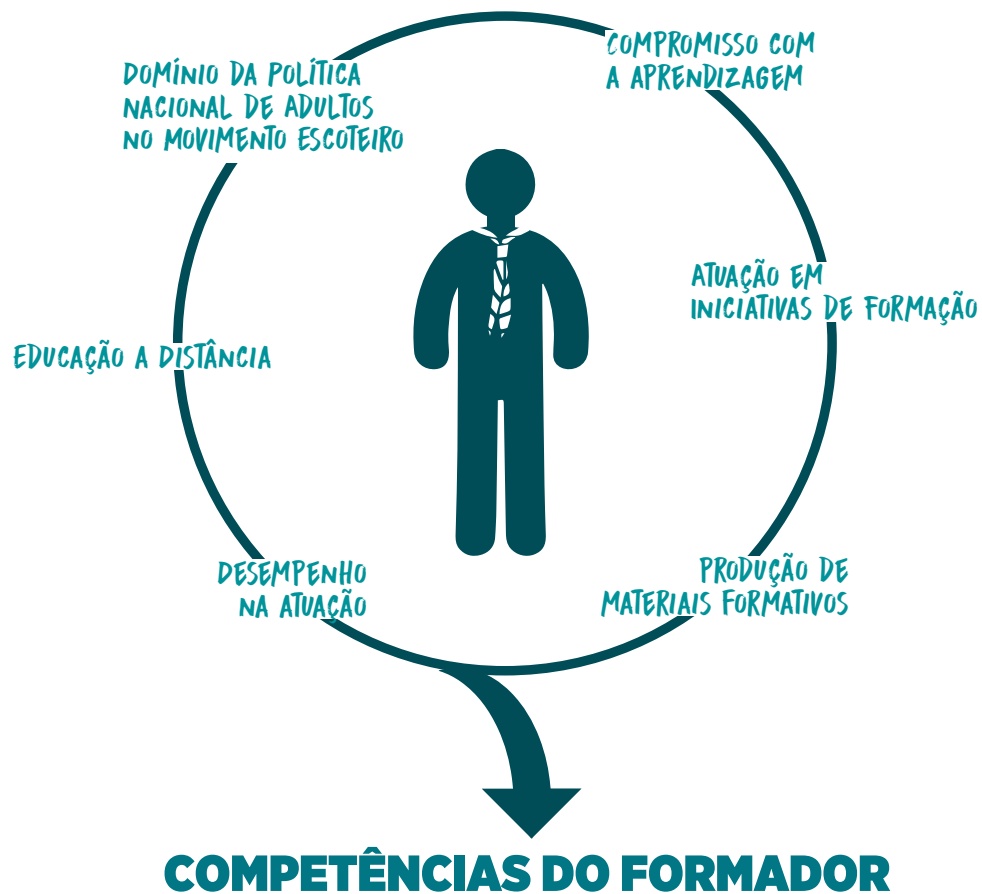 COMPROMISSO COM
A APRENDIZAGEM
DOMÍNIO DA POLÍTICA
NACIONAL DE ADULTOS
NO MOVIMENTO ESCOTEIRO
ATUAÇÃO EM
INICIATIVAS DE FORMAÇÃO
EDUCAÇÃO A DISTÂNCIA
DESEMPENHO
NA ATUAÇÃO
PRODUÇÃO DE
MATERIAIS FORMATIVOS
COMPETÊNCIAS DO FORMADOR